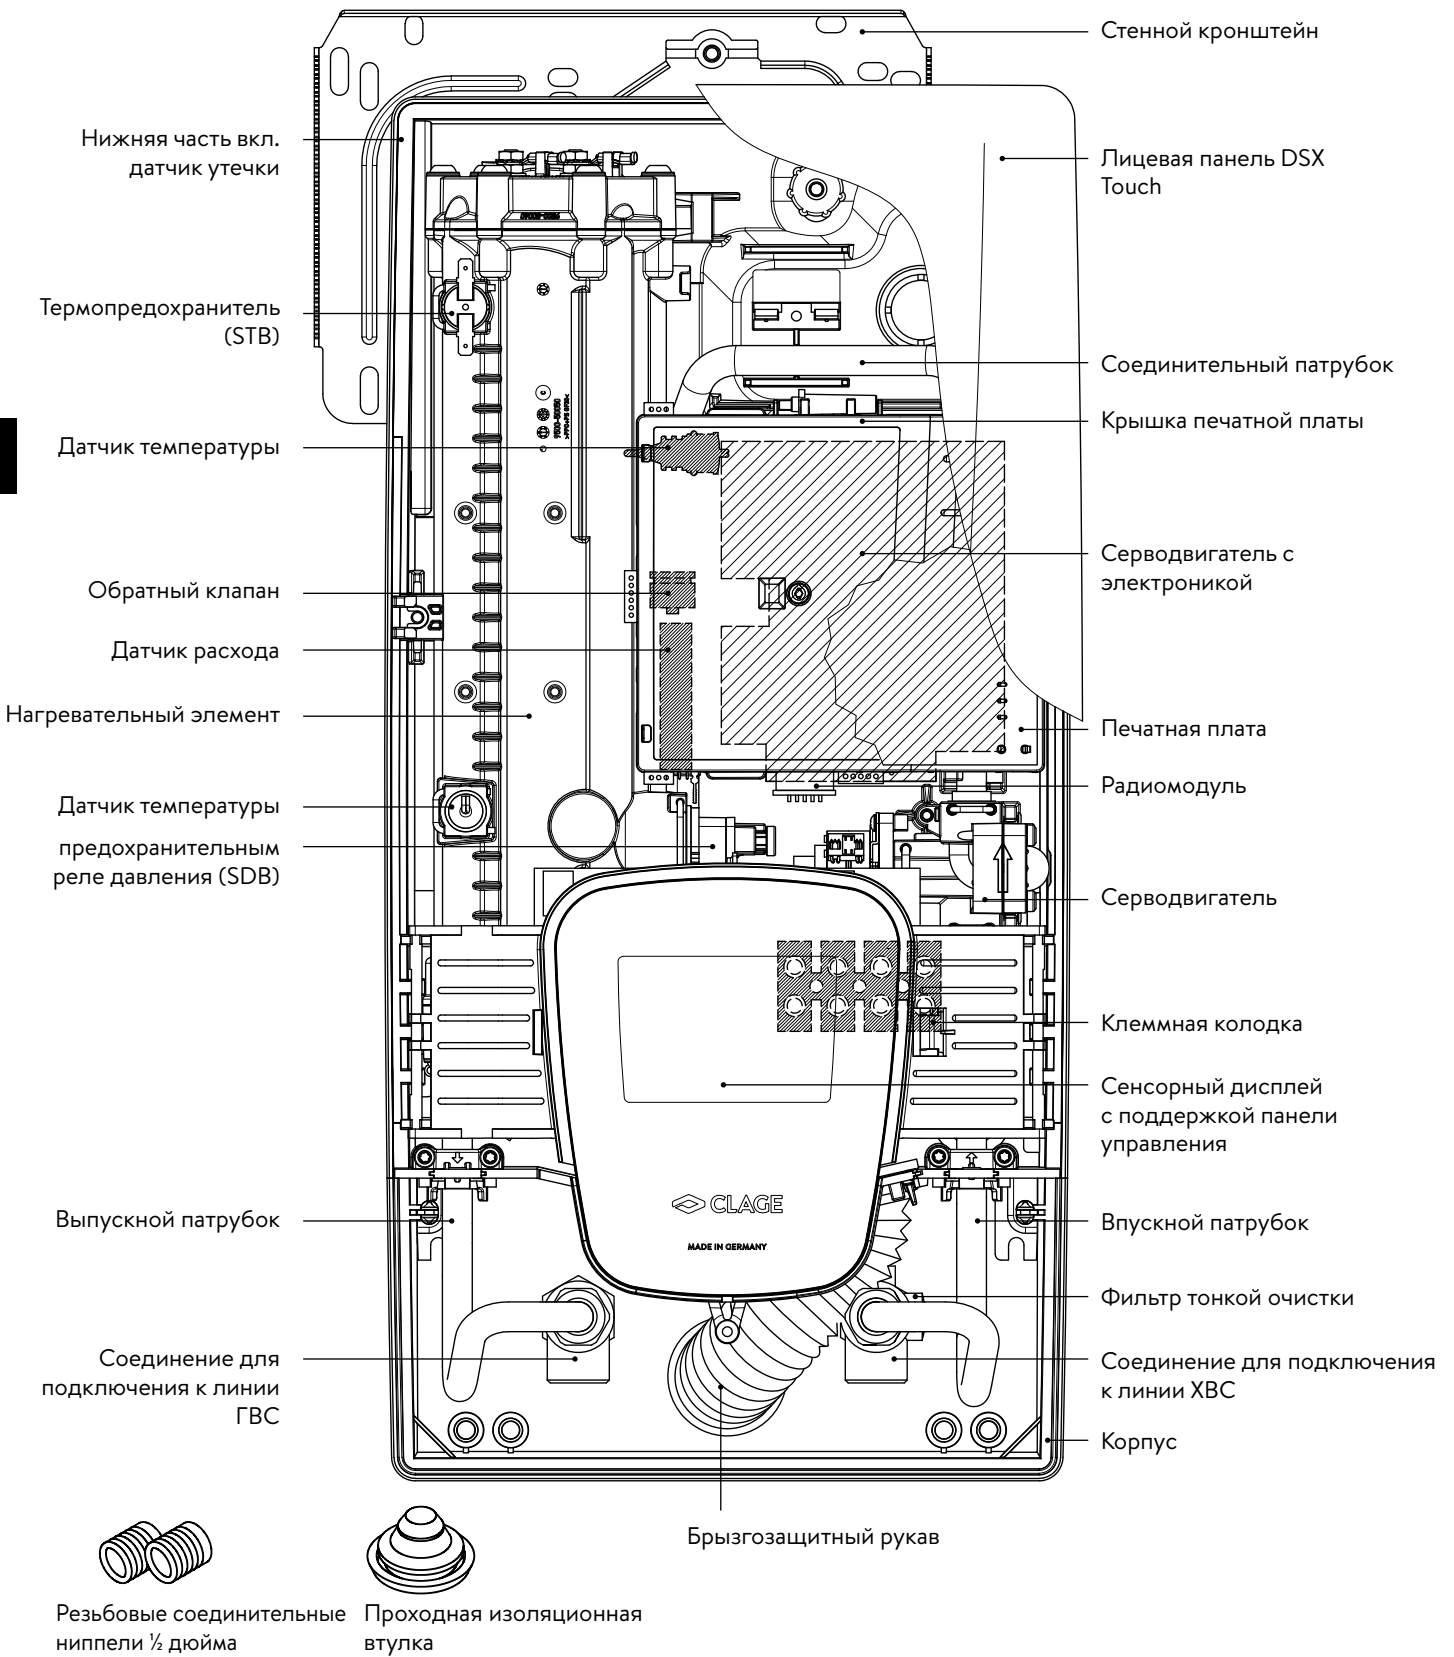 Стенной кронштейн
Нижняя часть вкл.
датчик утечки
Лицевая панель DSX
Touch
Термопредохранитель
(STB)
Соединительный патрубок
Крышка печатной платы
Датчик температуры
Серводвигатель с
электроникой
Обратный клапан
Датчик расхода
Нагревательный элемент
Печатная плата
Радиомодуль
Датчик температуры
предохранительным
реле давления (SDB)
Серводвигатель
Клеммная колодка
Сенсорный дисплей
с поддержкой панели
управления
CLAGE
MADE IN GERMANY
Выпускной патрубок
Впускной патрубок
Фильтр тонкой очистки
Соединение для
подключения к линии
ГВС
Соединение для подключения
к линии ХВС
Корпус
Брызгозащитный рукав
Резьбовые соединительные
ниппели ½ дюйма
Проходная изоляционная
втулка